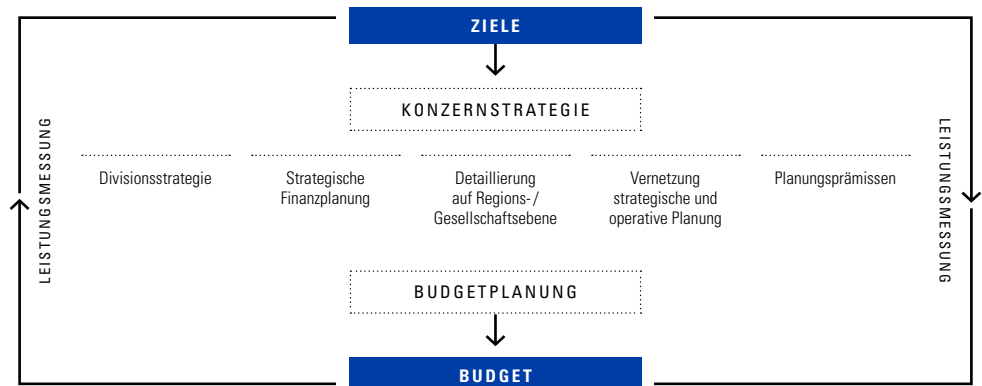 ZIELE
KONZERNSTRATEGIE
LEISTUNGSMESSUNG
Divisionsstrategie
Strategische
Finanzplanung
Detaillierung
auf Regions-/
Gesellschaftsebene
Vernetzung
strategische und
operative Planung
Planungsprämissen
LEISTUNGSMESSUNG
BUDGETPLANUNG
BUDGET